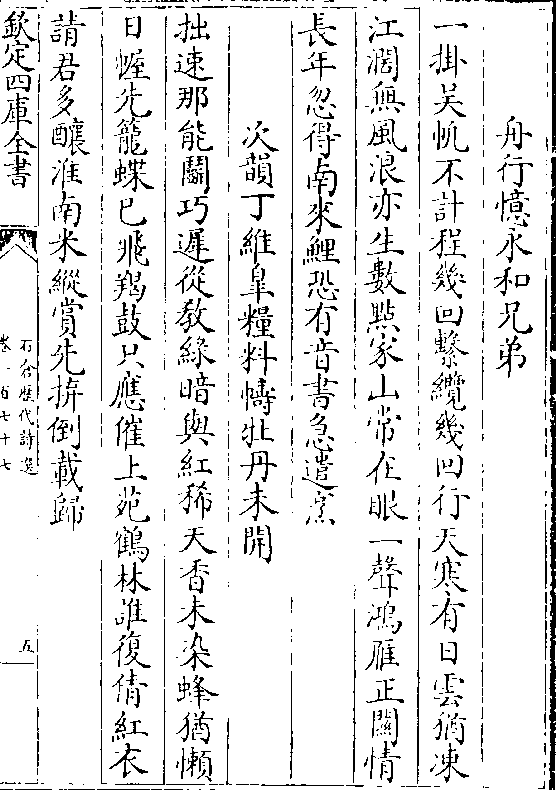 舟行憶永和兄弟
一掛吳帆不計程幾回繫纜幾回行天寒有日雲猶凍
江濶無風浪亦生數點家山常在眼一聲鴻雁正關情
長年忽得南來鯉恐有音書急遣烹
次韻丁維臯糧料幬牡丹未開
拙速那能鬬巧遲從教緑暗與紅稀天香未染蜂猶懶
日幄先籠蝶已飛羯鼓只應催上苑鶴林誰復倩紅衣
請君多釀淮南米縱賞先拚倒載歸
欽定四庫全書
石倉歷代詩選
卷一百七十七
五